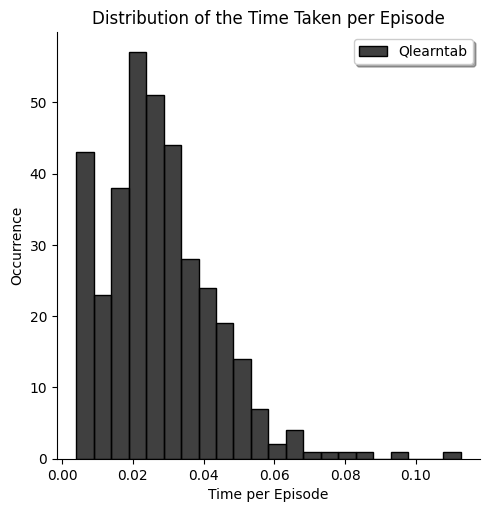 Distribution of the Time Taken per Episode
Qlearntab
Occurrence
50
40
30
20
10
0
0.00 0.02 0.04 0.06 0.08 0.10
Time per Episode